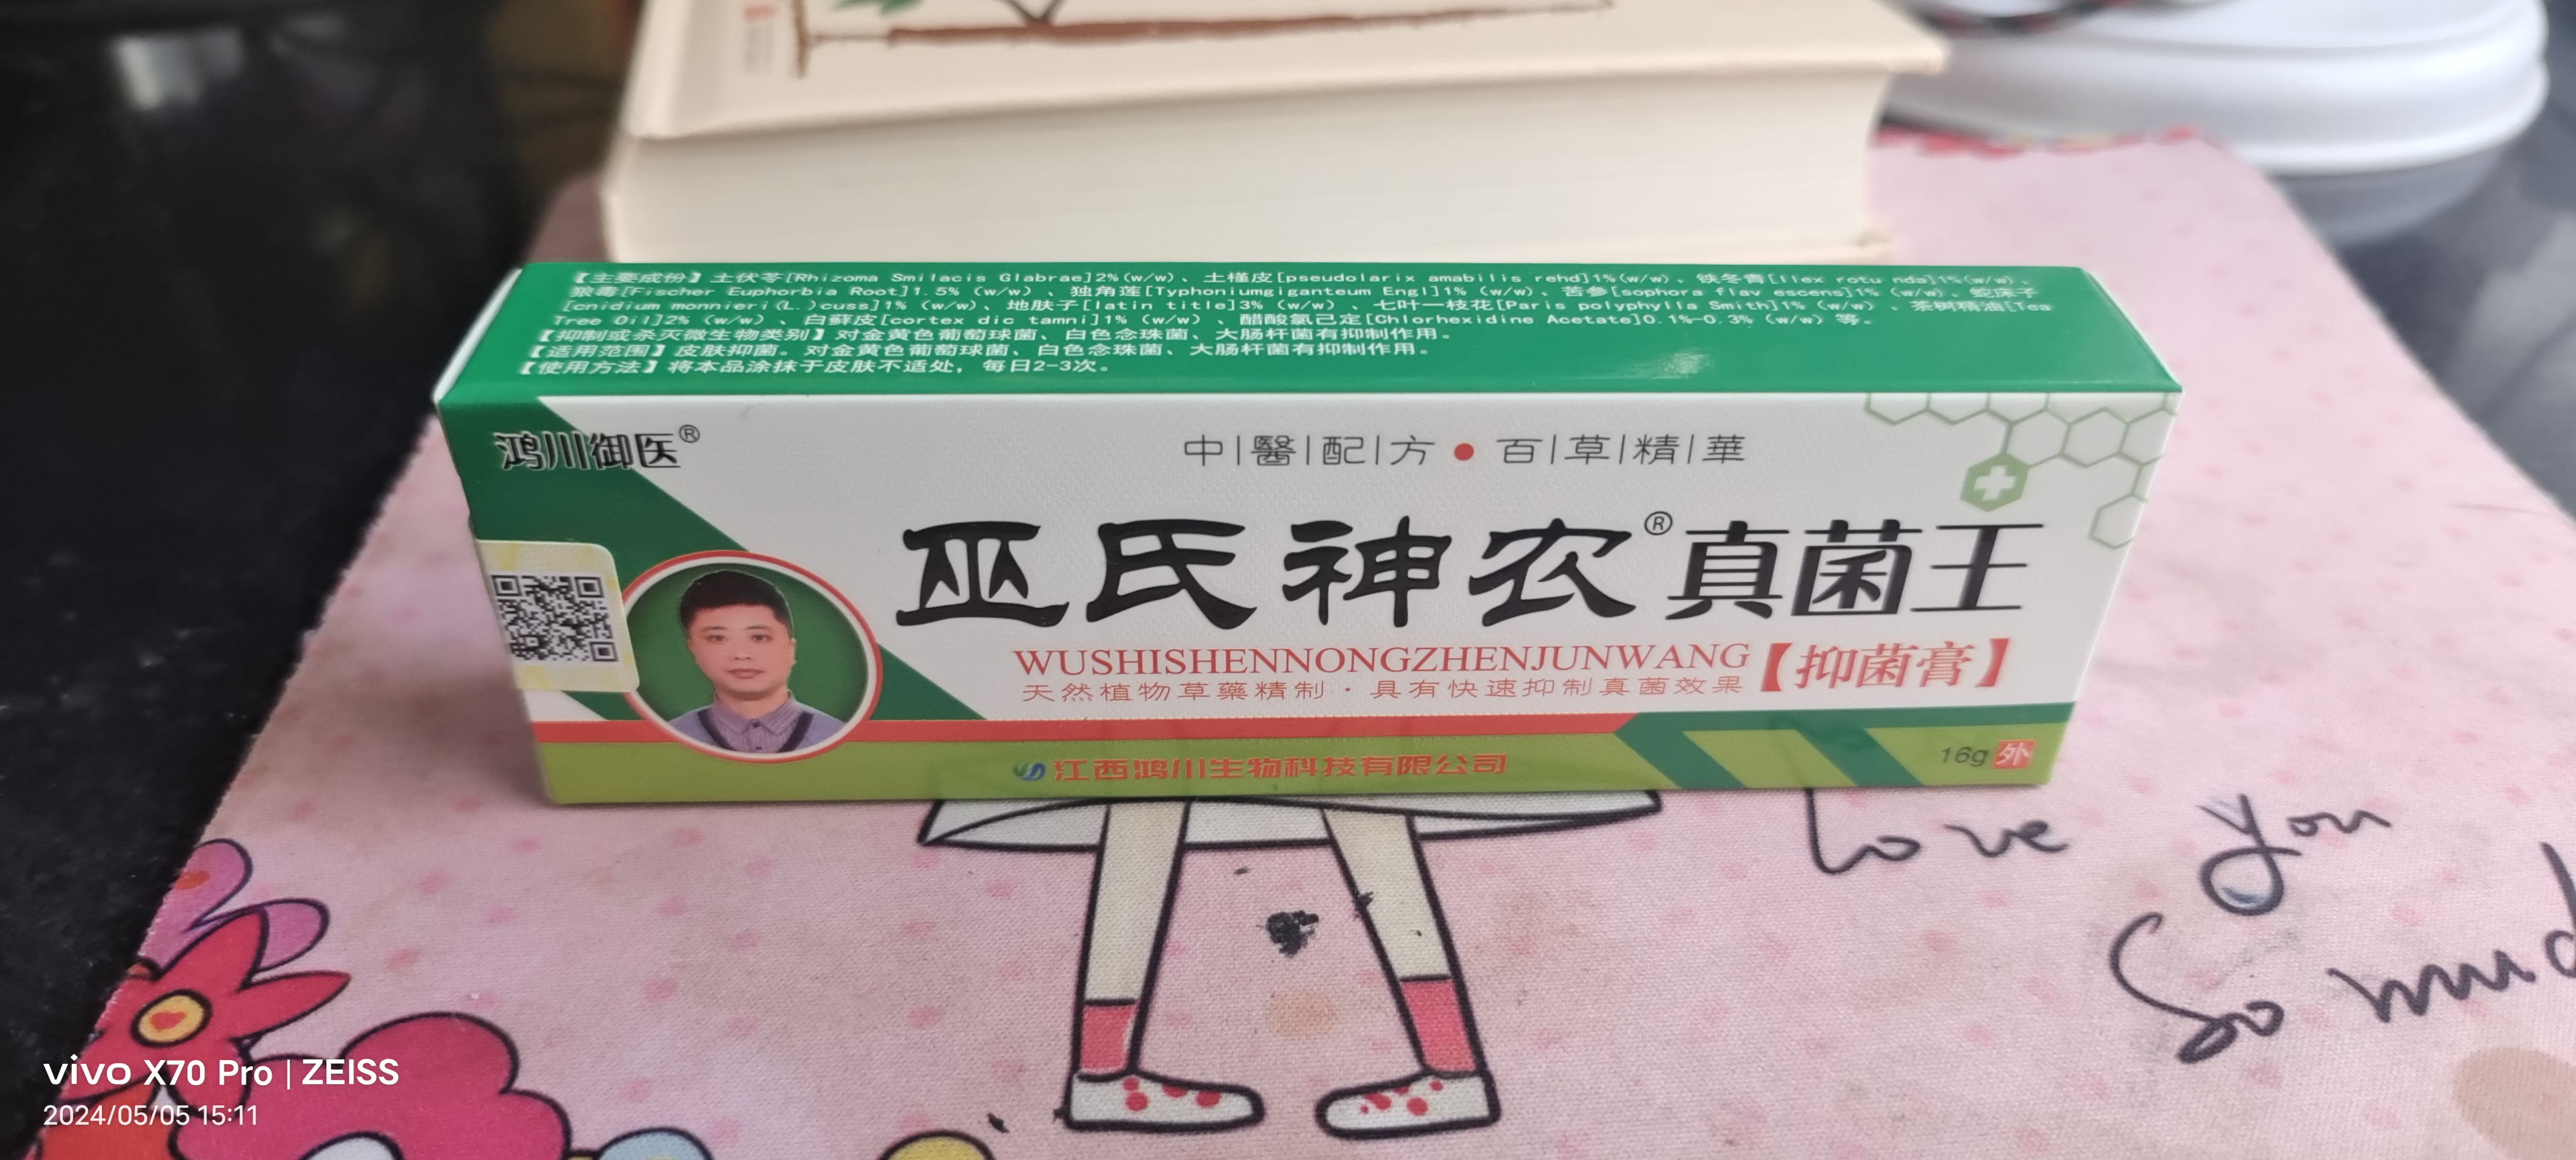 【主要成份】土伏苓[Rhizoma Smilacis Glabrae]2%(w/w)、土槿皮[pseudolarix amabilis rehd]1%(w/w)、铁冬青[Ilex rotu nda]1%(w/w)、
狼毒[Fischer Euphorbia Root]1.5% (w/w) 、独角莲[Typhoniumgiganteum Engl]1% (w/w)、苦参[sophora flav escens]1% (w/w)、蛇床子
[cnidium monnieri(L.)cuss]1% (w/w)、地肤子[latin title]3% (w/w) 、七叶一枝花[Paris polyphylla Smith]1% (w/w) 、茶树精油[Tea
Tree Oil]2% (w/w) 、白藓皮[cortex dic tamni]1% (w/w) 、醋酸氯己定[Chlorhexidine Acetate]0.1%-0.3% (w/w) 等。
【抑制或杀灭微生物类别】对金黄色葡萄球菌、白色念珠菌、大肠杆菌有抑制作用。
【适用范围】皮肤抑菌。对金黄色葡萄球菌、白色念珠菌、大肠杆菌有抑制作用。
【使用方法】将本品涂抹于皮肤不适处，每日2-3次。
鸿川御医®
中|醫|配|方●百|草|精|華
巫氏神农®真菌王
WUSHISHENNONGZHENJUNWANG【抑菌膏】
天然植物草藥精制·具有快速抑制真菌效果
江西鸿川生物科技有限公司
16g 外
Love you
So
vivo X70 Pro | ZEISS
2024/05/05 15:11